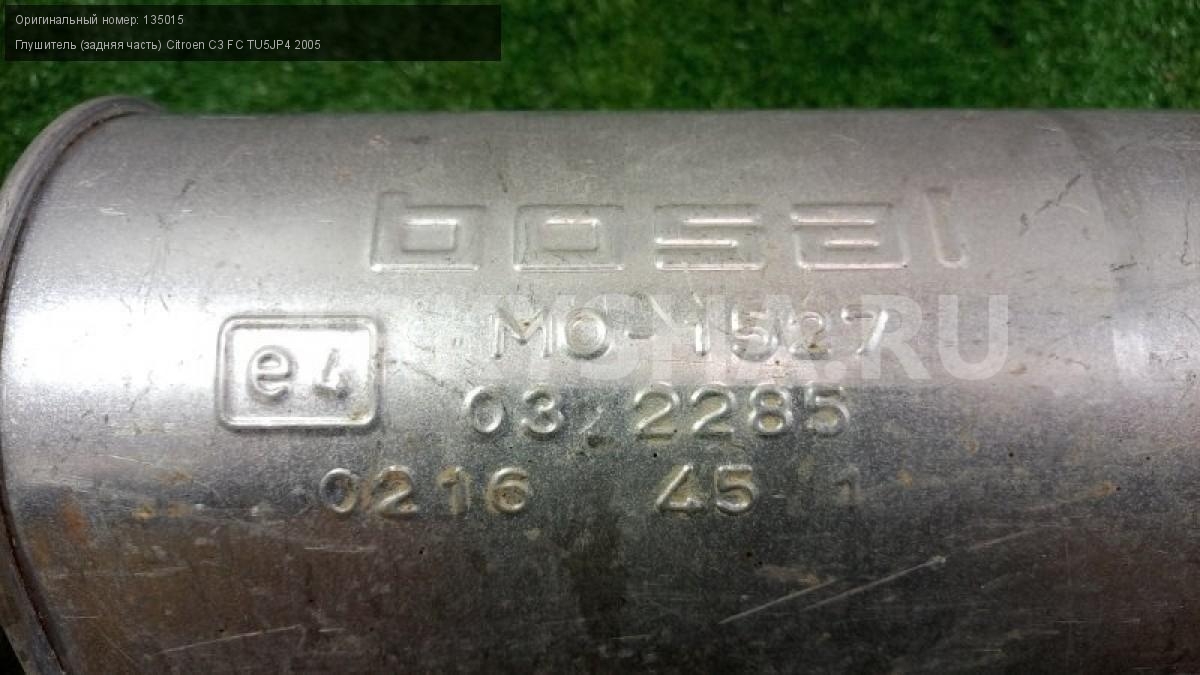 Оригинальный номер: 135015
Глушитель (задняя часть) Citroen C3 FC TU5JP4 2005
bosal
MO-1527
e4
03 2285
0216 45 1